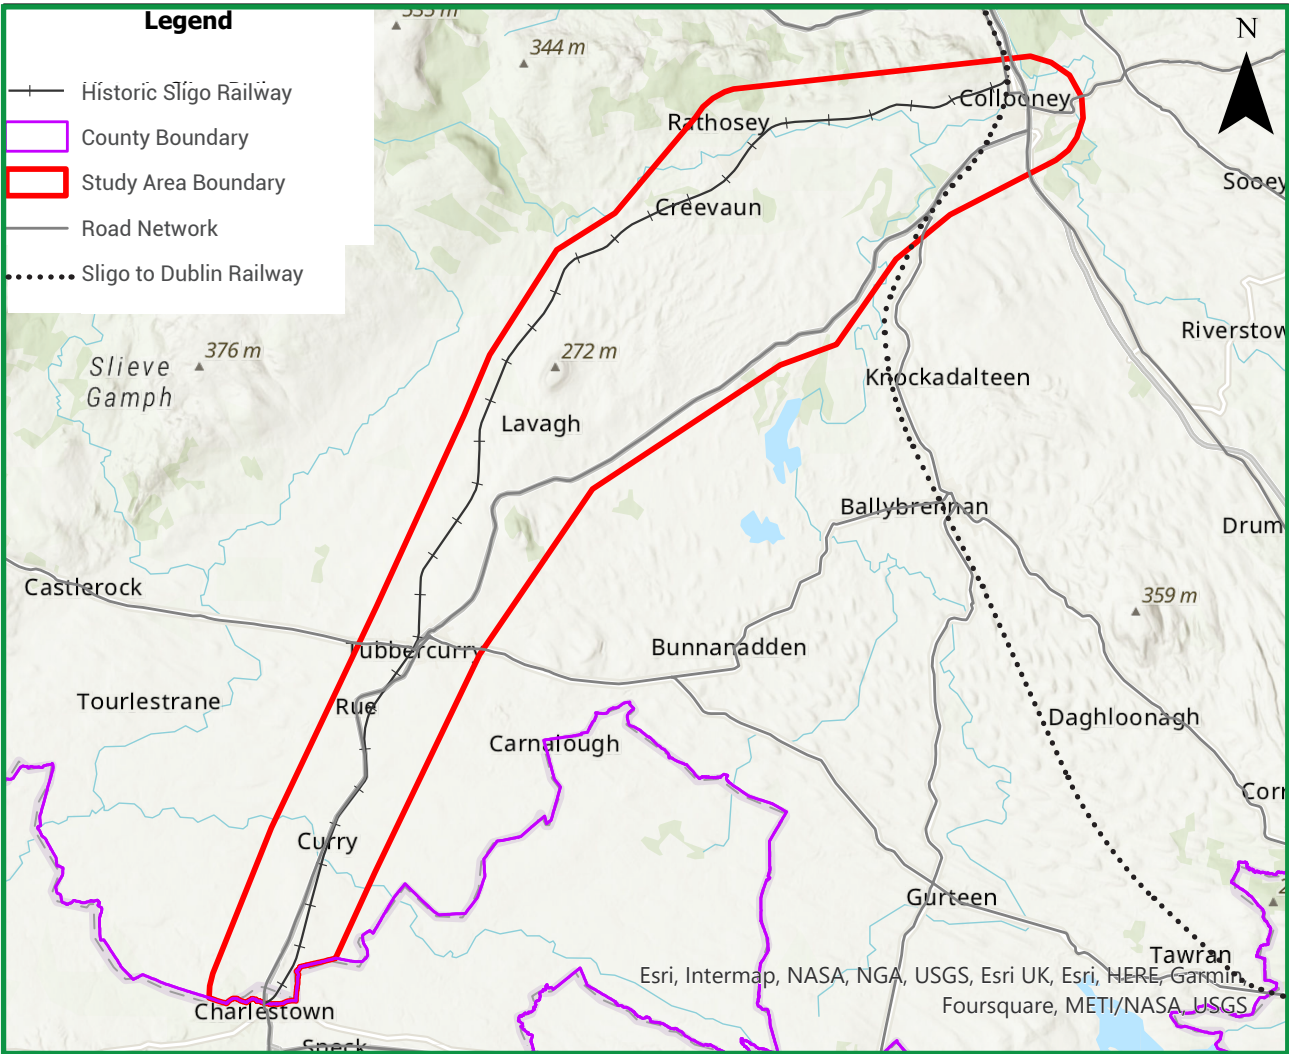 Legend
Historic Sligo Railway
County Boundary
Study Area Boundary
Road Network
Sligo to Dublin Railway
344 m
N
Collooney
Rathosey
Sooey
Creevaun
Riverstow
376 m
272 m
Slieve
Gamph
Knockadalteen
Lavagh
Ballybrennan
Drum
Castlerock
359 m
Tubbercurry
Bunnanadden
Tourlestrane
Rue
Daghloonagh
Carnalough
Corr
Curry
Gurteen
Tawran
Esri, Intermap, NASA, NGA, USGS, Esri UK, Esri, HERE, Garmin,
Foursquare, METI/NASA, USGS
Charlestown